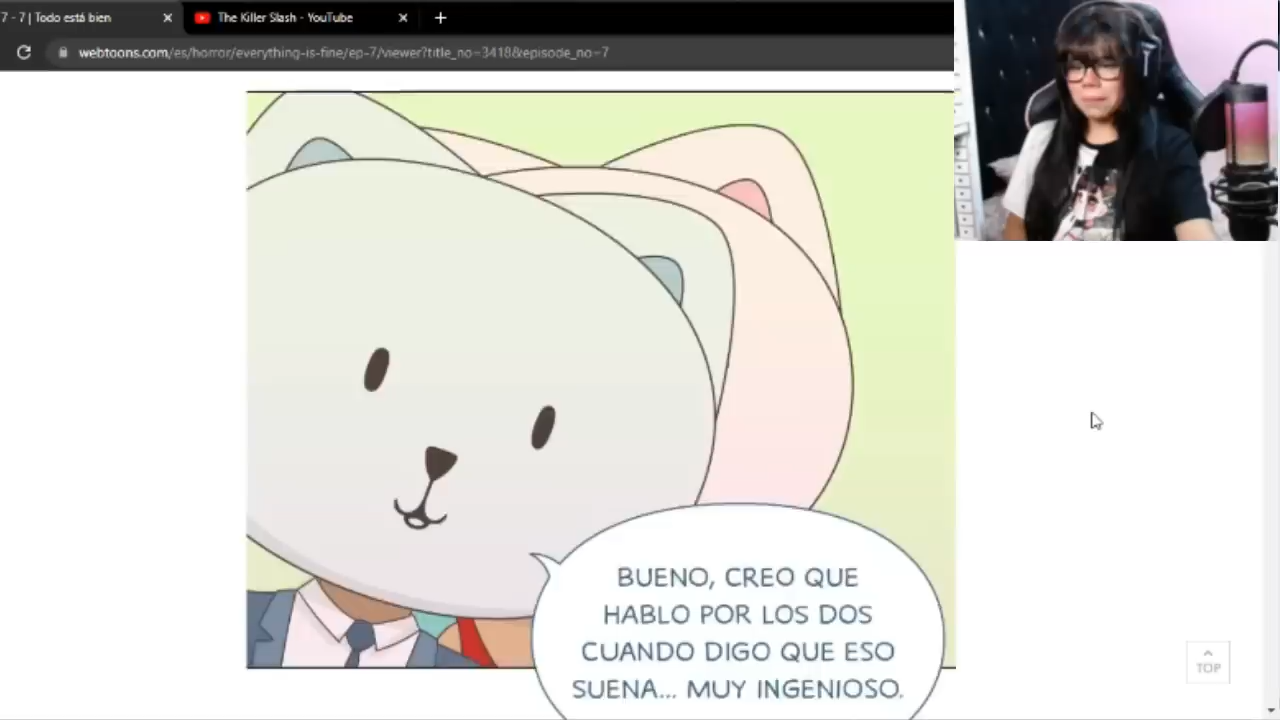 7 - 7 | Todo está bien
The Killer Slash - YouTube
webtoons.com/es/horror/everything-is-fine/ep-7/viewer?title_no=3418&episode_no=7
BUENO, CREO QUE
HABLO POR LOS DOS
CUANDO DIGO QUE ESO
SUENA... MUY INGENIOSO.
TOP